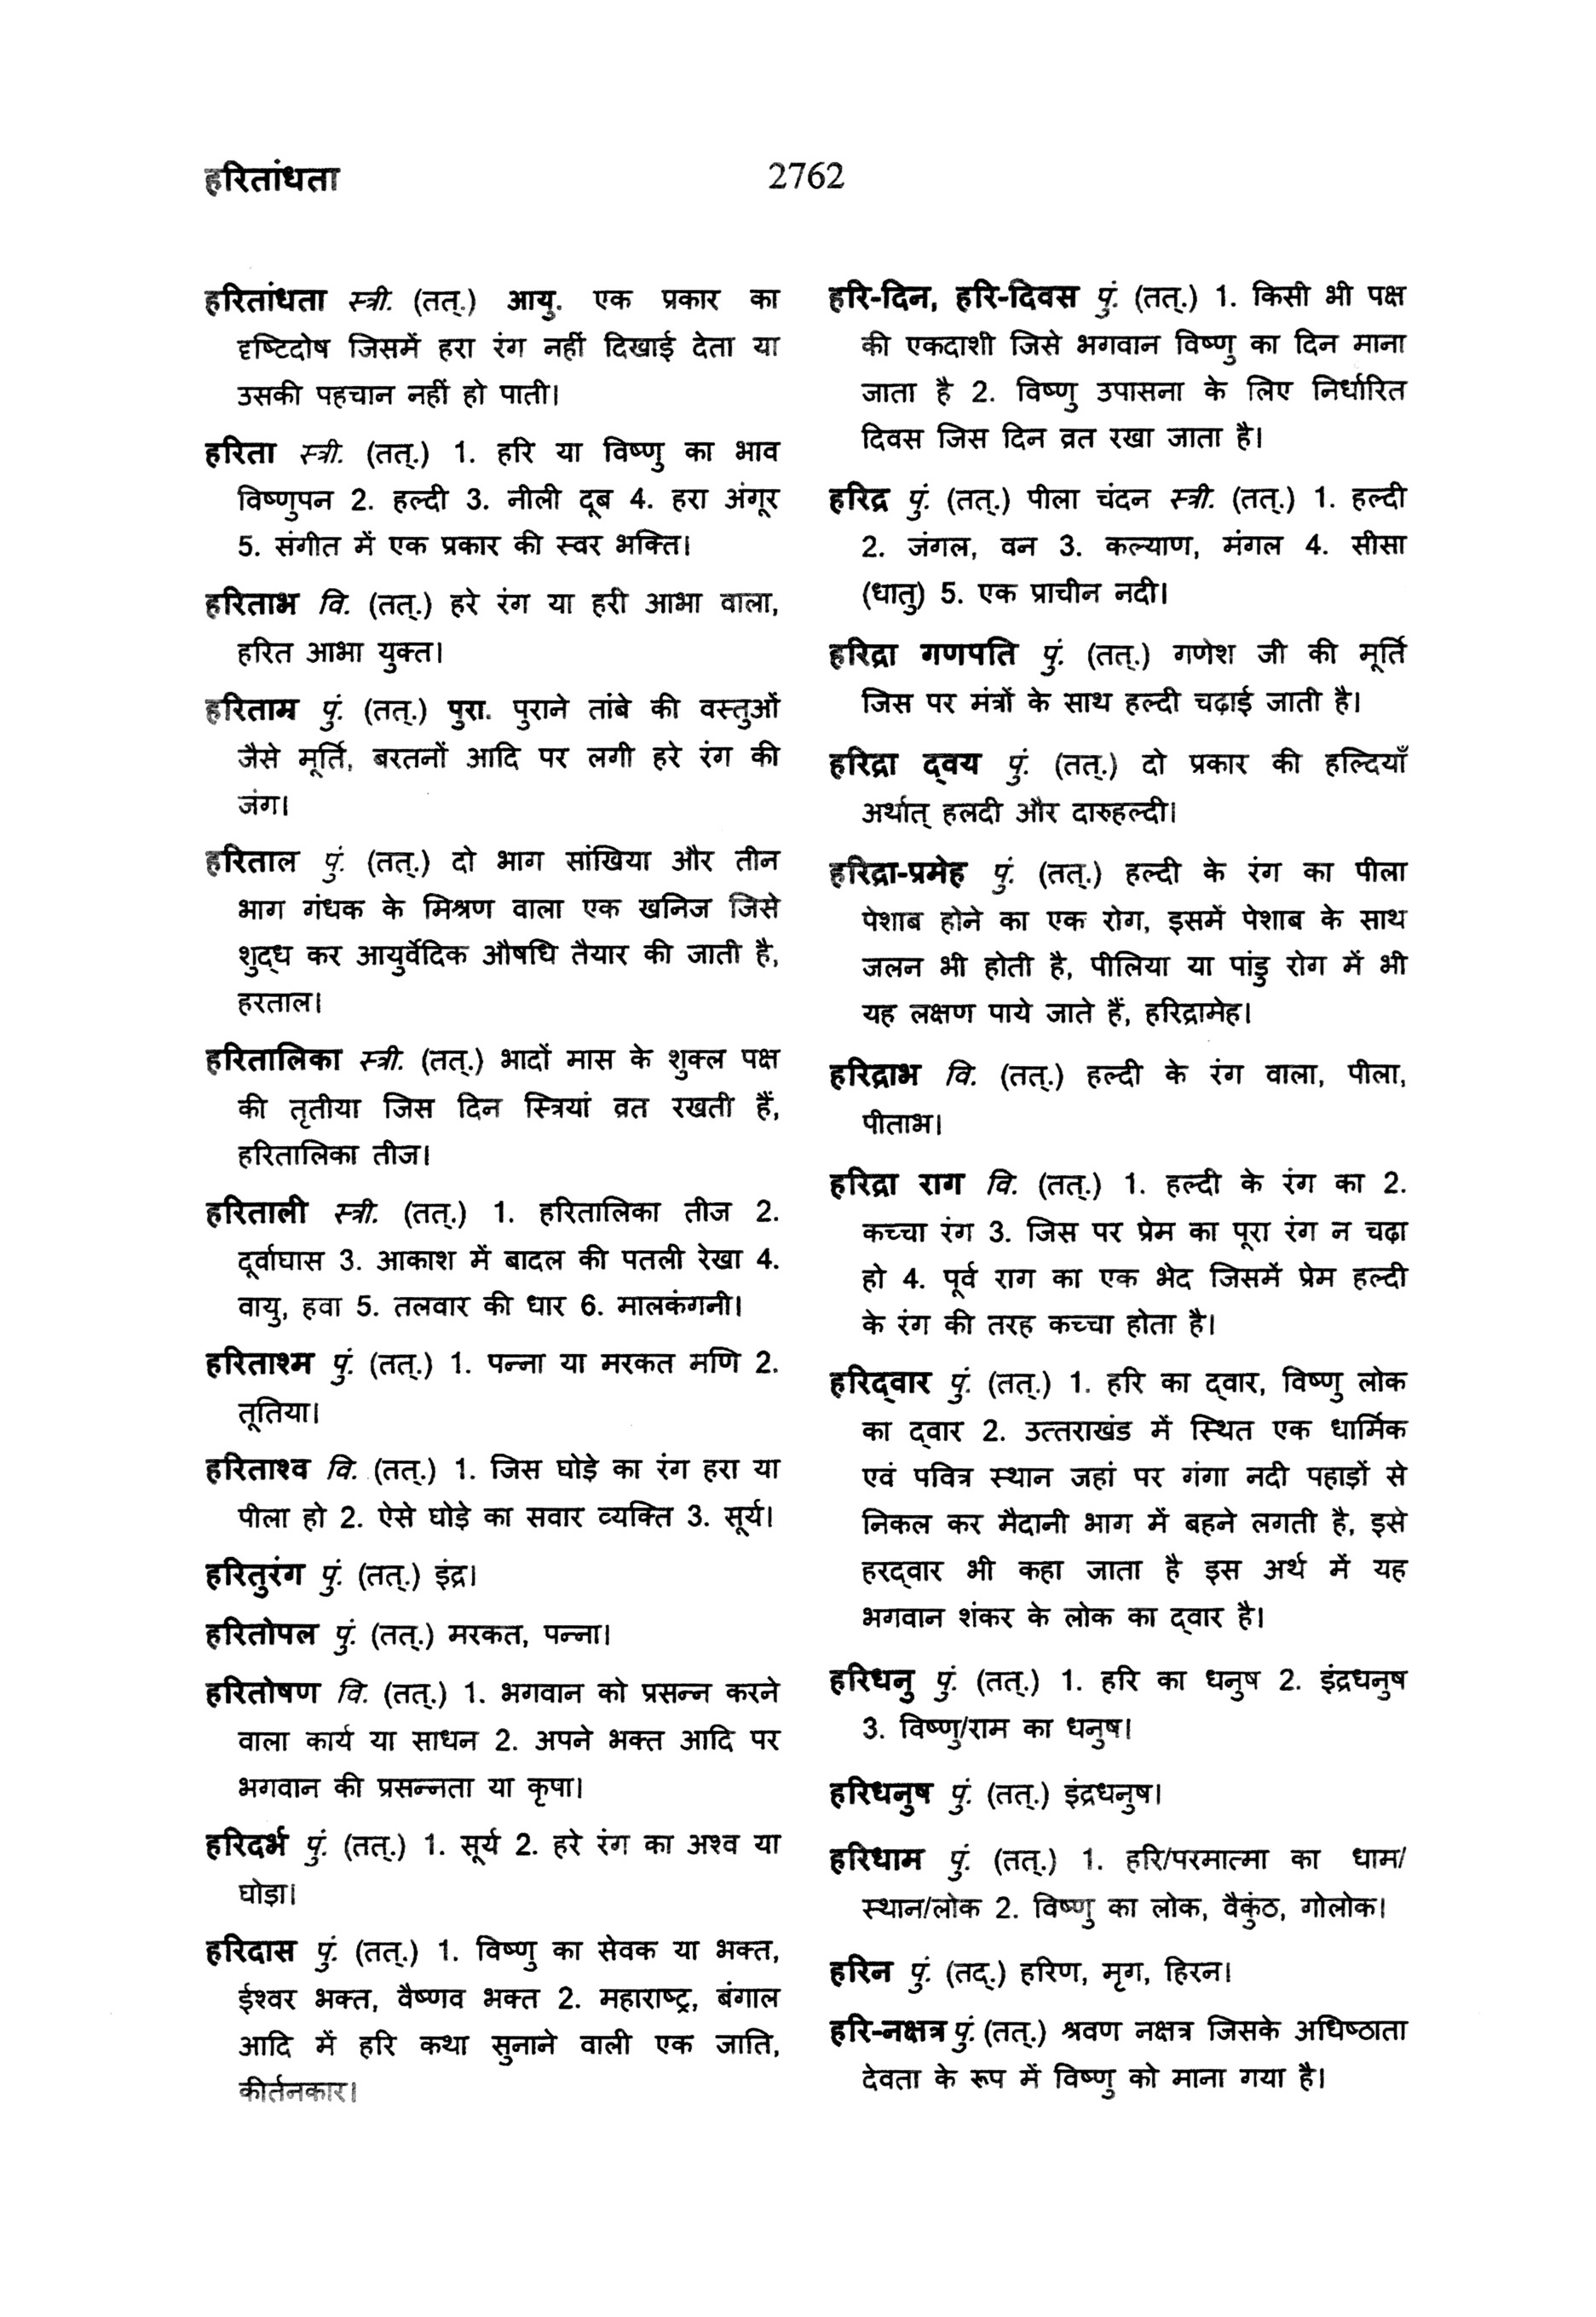 हरितांधता
2762
हरितांधता स्त्री. (तत्.) आयु. एक प्रकार का
दृष्टिदोष जिसमें हरा रंग नहीं दिखाई देता या
उसकी पहचान नहीं हो पाती।
हरिता स्त्री. (तत्.) 1. हरि या विष्णु का भाव
विष्णुपन 2. हल्दी 3. नीली दूब 4. हरा अंगूर
5. संगीत में एक प्रकार की स्वर भक्ति।
हरिताभ वि. (तत्.) हरे रंग या हरी आभा वाला,
हरित आभा युक्त।
हरिताम्र पुं. (तत्.) पुरा. पुराने तांबे की वस्तुओं
जैसे मूर्ति, बरतनों आदि पर लगी हरे रंग की
जंग।
हरिताल पुं. (तत्.) दो भाग सांखिया और तीन
भाग गंधक के मिश्रण वाला एक खनिज जिसे
शुद्‌ध कर आयुर्वेदिक औषधि तैयार की जाती है,
हरताल।
हरितालिका स्त्री. (तत्.) भादों मास के शुक्ल पक्ष
की तृतीया जिस दिन स्त्रियां व्रत रखती हैं,
हरितालिका तीज।
हरिताली स्त्री. (तत्.) 1. हरितालिका तीज 2.
दूर्वाघास 3. आकाश में बादल की पतली रेखा 4.
वायु, हवा 5. तलवार की धार 6. मालकंगनी।
हरिताश्म पुं. (तत्.) 1. पन्ना या मरकत मणि 2.
तूतिया।
हरिताश्व वि. (तत्.) 1. जिस घोड़े का रंग हरा या
पीला हो 2. ऐसे घोड़े का सवार व्यक्ति 3. सूर्य।
हरितुरंग पुं. (तत्.) इंद्र।
हरितोपल पुं. (तत्.) मरकत, पन्ना।
हरितोषण वि. (तत्.) 1. भगवान को प्रसन्न करने
वाला कार्य या साधन 2. अपने भक्त आदि पर
भगवान की प्रसन्नता या कृपा।
हरिदर्भ पुं. (तत्.) 1. सूर्य 2. हरे रंग का अश्व या
घोड़ा।
हरिदास पुं. (तत्.) 1. विष्णु का सेवक या भक्त,
ईश्वर भक्त, वैष्णव भक्त 2. महाराष्ट्र, बंगाल
आदि में हरि कथा सुनाने वाली एक जाति,
कीर्तनकार।
हरि-दिन, हरि-दिवस पुं. (तत्.) 1. किसी भी पक्ष
की एकदाशी जिसे भगवान विष्णु का दिन माना
जाता है 2. विष्णु उपासना के लिए निर्धारित
दिवस जिस दिन व्रत रखा जाता है।
हरिद्र पुं. (तत्.) पीला चंदन स्त्री. (तत्.) 1. हल्दी
2. जंगल, वन 3. कल्याण, मंगल 4. सीसा
(धातु) 5. एक प्राचीन नदी।
हरिद्रा गणपति पुं. (तत्.) गणेश जी की मूर्ति
जिस पर मंत्रों के साथ हल्दी चढ़ाई जाती है।
हरिद्रा द्‌वय पुं. (तत्.) दो प्रकार की हल्दियाँ
अर्थात् हलदी और दारुहल्दी।
हरिद्रा-प्रमेह पुं. (तत्.) हल्दी के रंग का पीला
पेशाब होने का एक रोग, इसमें पेशाब के साथ
जलन भी होती है, पीलिया या पांडु रोग में भी
यह लक्षण पाये जाते हैं, हरिद्रामेह।
हरिद्राभ वि. (तत्.) हल्दी के रंग वाला, पीला,
पीताभ।
हरिद्रा राग वि. (तत्.) 1. हल्दी के रंग का 2.
कच्चा रंग 3. जिस पर प्रेम का पूरा रंग न चढ़ा
हो 4. पूर्व राग का एक भेद जिसमें प्रेम हल्दी
के रंग की तरह कच्चा होता है।
हरिद्‌वार पुं. (तत्.) 1. हरि का द्‌वार, विष्णु लोक
का द्‌वार 2. उत्तराखंड में स्थित एक धार्मिक
एवं पवित्र स्थान जहां पर गंगा नदी पहाड़ों से
निकल कर मैदानी भाग में बहने लगती है, इसे
हरद्‌वार भी कहा जाता है इस अर्थ में यह
भगवान शंकर के लोक का द्‌वार है।
हरिधनु पुं. (तत्.) 1. हरि का धनुष 2. इंद्रधनुष
3. विष्णु/राम का धनुष।
हरिधनुष पुं. (तत्.) इंद्रधनुष।
हरिधाम पुं. (तत्.) 1. हरि/परमात्मा का धाम/
स्थान/लोक 2. विष्णु का लोक, वैकुंठ, गोलोक।
हरिन पुं. (तद्.) हरिण, मृग, हिरन।
हरि-नक्षत्र पुं. (तत्.) श्रवण नक्षत्र जिसके अधिष्ठाता
देवता के रूप में विष्णु को माना गया है।